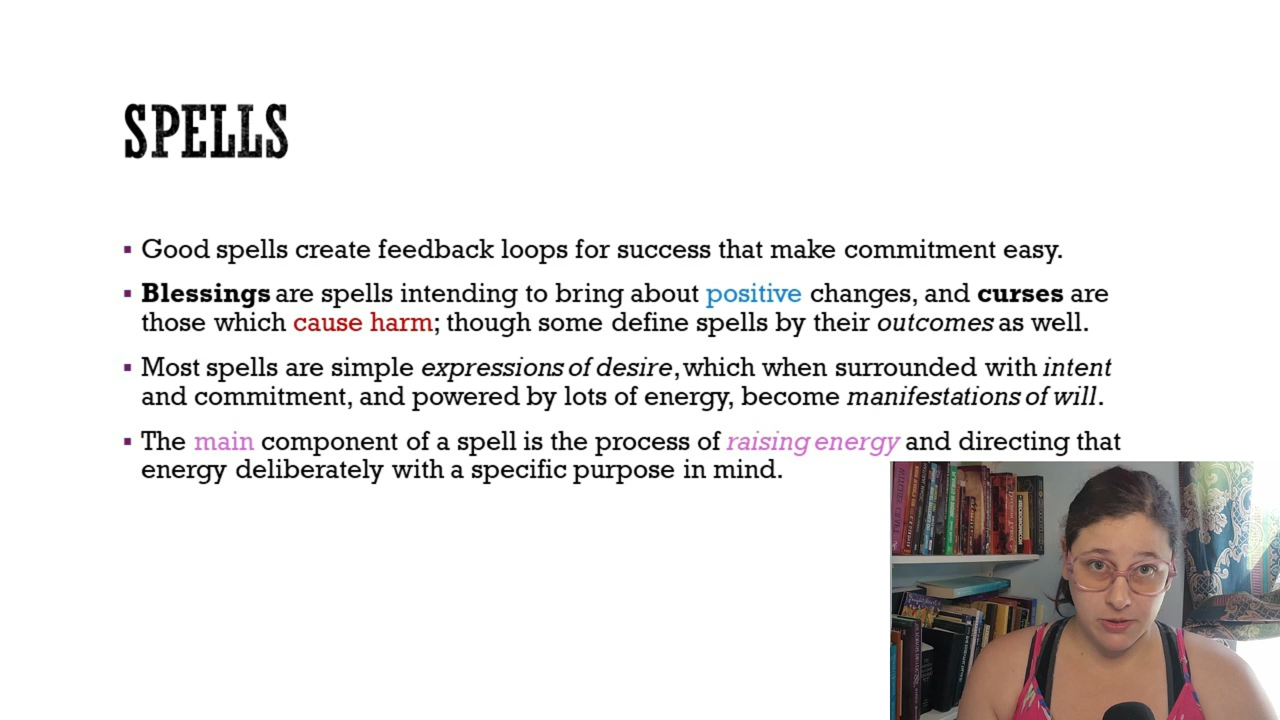 SPELLS
▪ Good spells create feedback loops for success that make commitment easy.
▪ Blessings are spells intending to bring about positive changes, and curses are
those which cause harm; though some define spells by their outcomes as well.
▪ Most spells are simple expressions of desire, which when surrounded with intent
and commitment, and powered by lots of energy, become manifestations of will.
▪ The main component of a spell is the process of raising energy and directing that
energy deliberately with a specific purpose in mind.